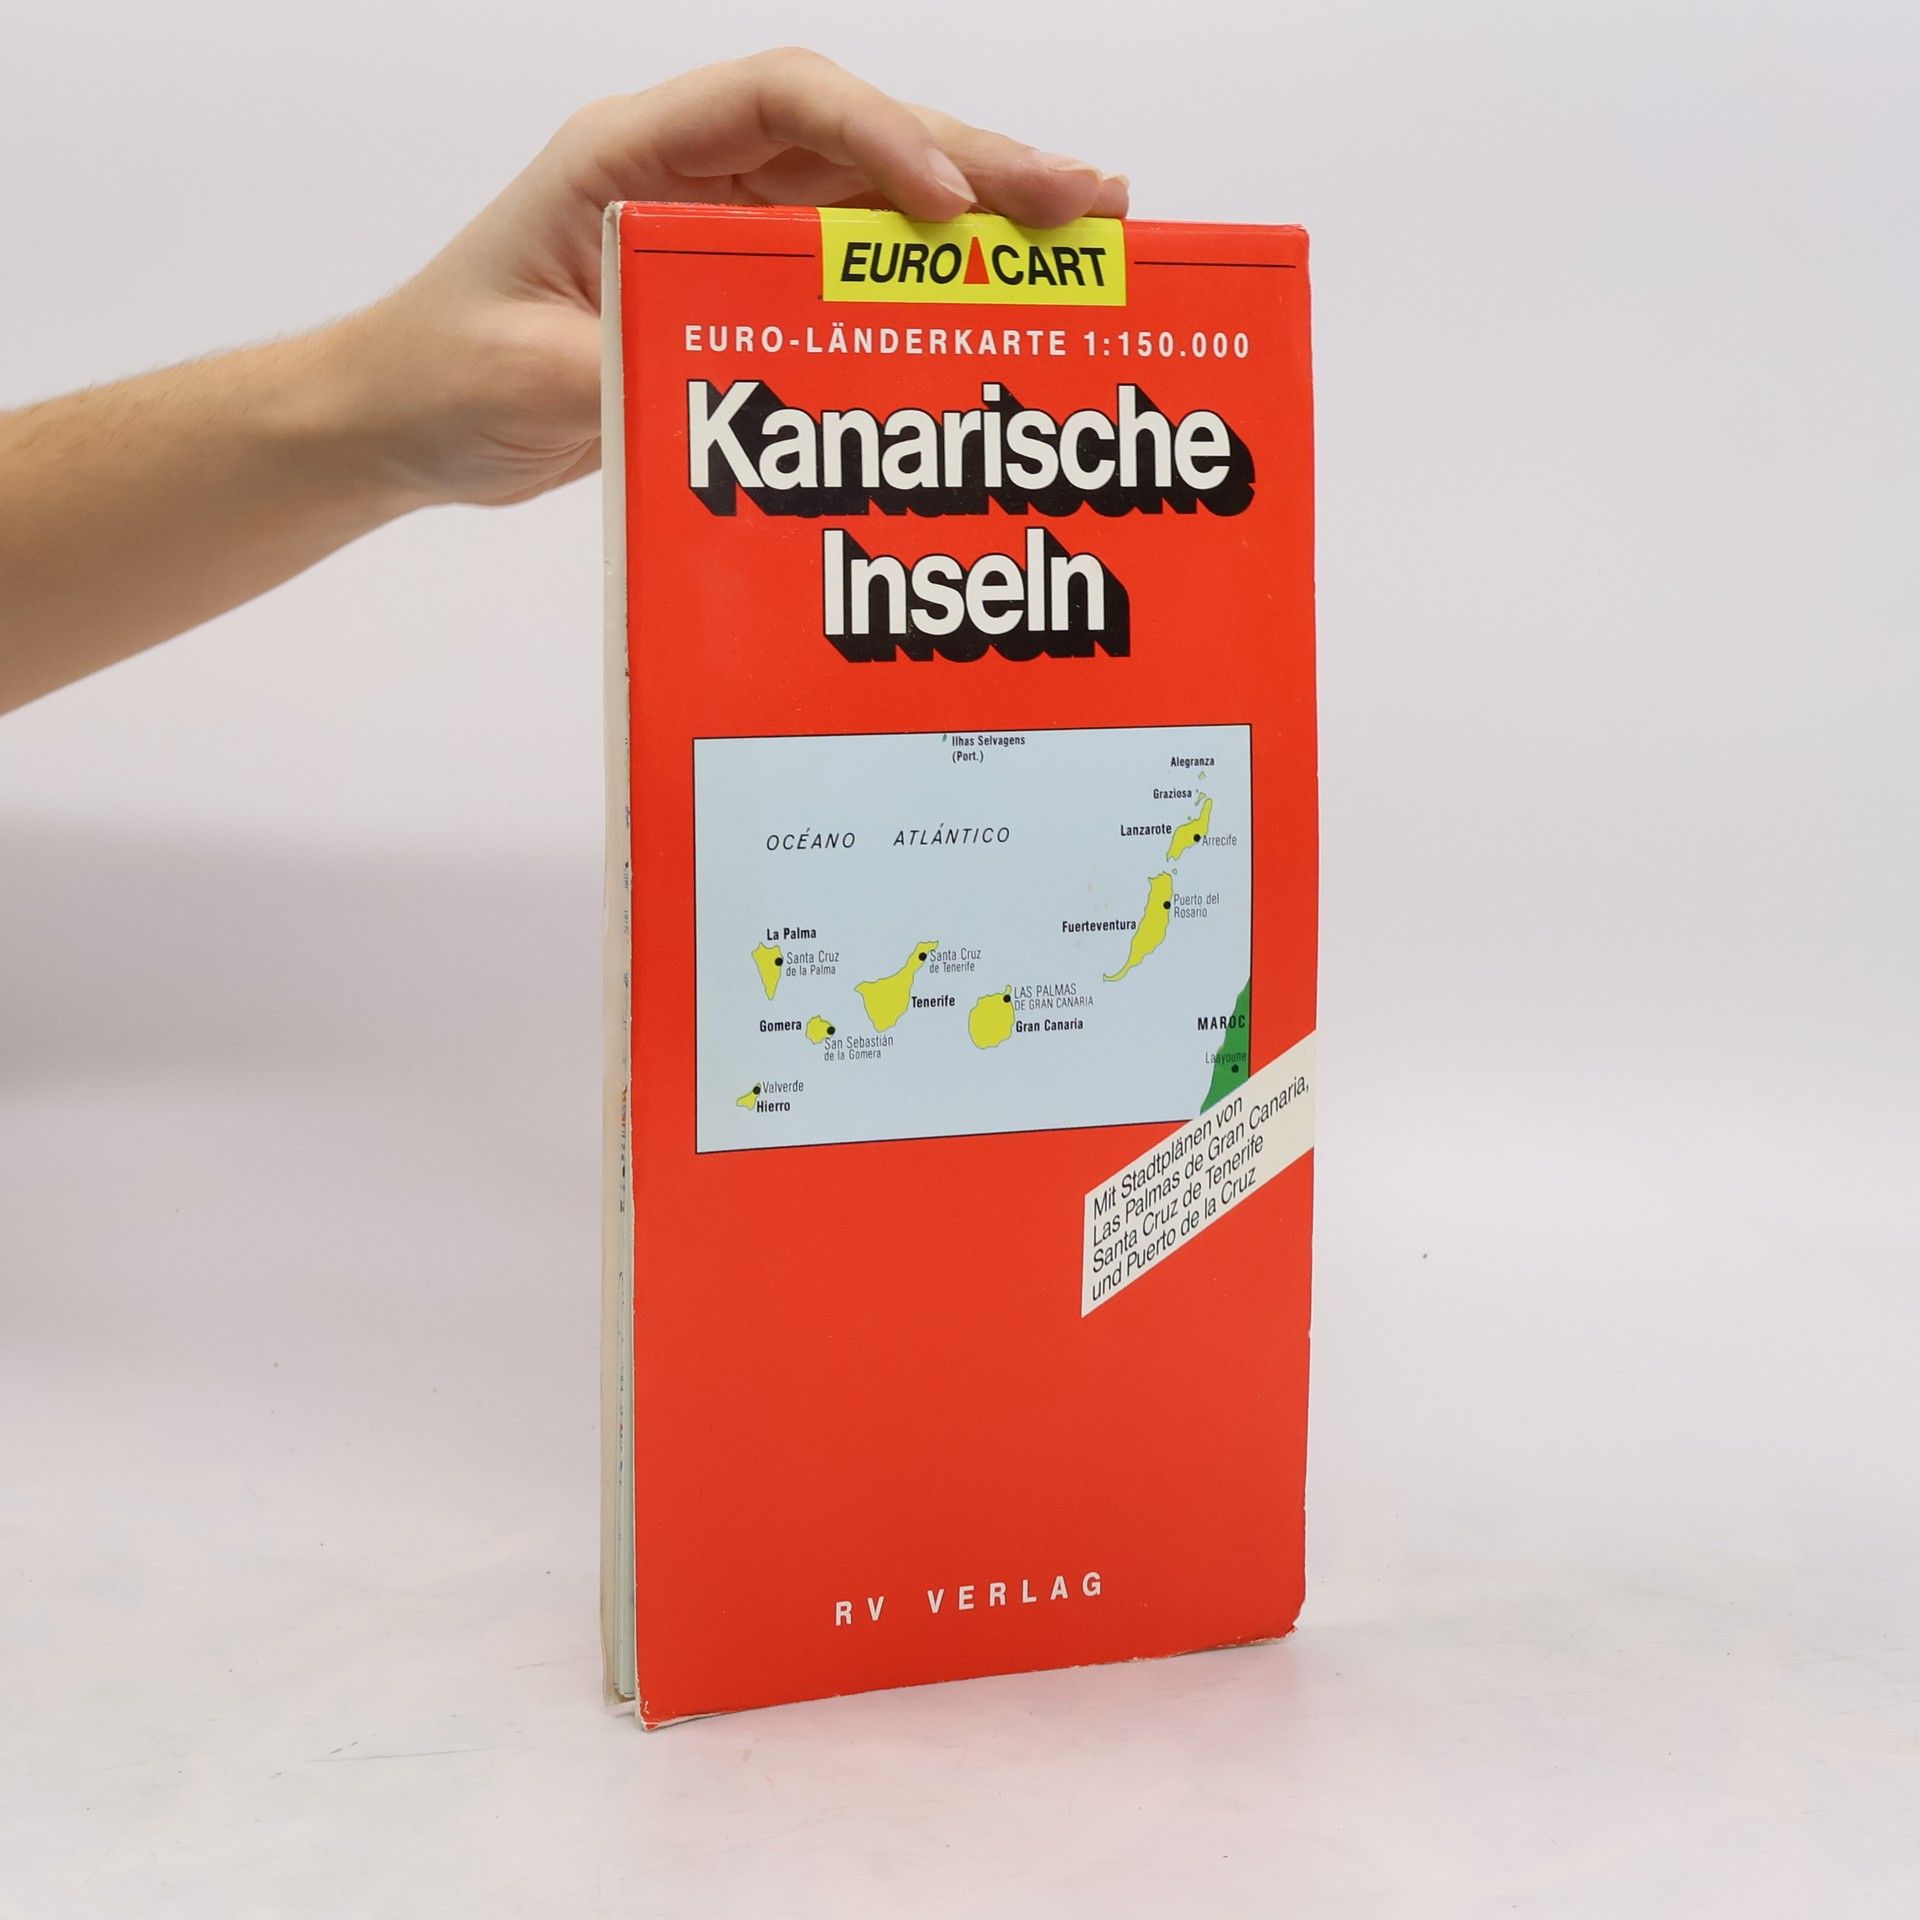 EURO CART
EURO-LÄNDERKARTE 1:150.000
Kanarische
Inseln
Ilhas Selvagens
(Port.)
Alegranza
Graziosa
Lanzarote
Arrecife
OCÉANO ATLÁNTICO
Puerto del
Rosario
Fuerteventura
La Palma
Santa Cruz
de la Palma
Santa Cruz
de Tenerife
Tenerife
LAS PALMAS
DE GRAN CANARIA
Gran Canaria
Gomera
San Sebastián
de la Gomera
MAROC
Laâyoune
Valverde
Hierro
Mit Stadtplänen von
Las Palmas de Gran Canaria,
Santa Cruz de Tenerife
und Puerto de la Cruz
RV VERLAG